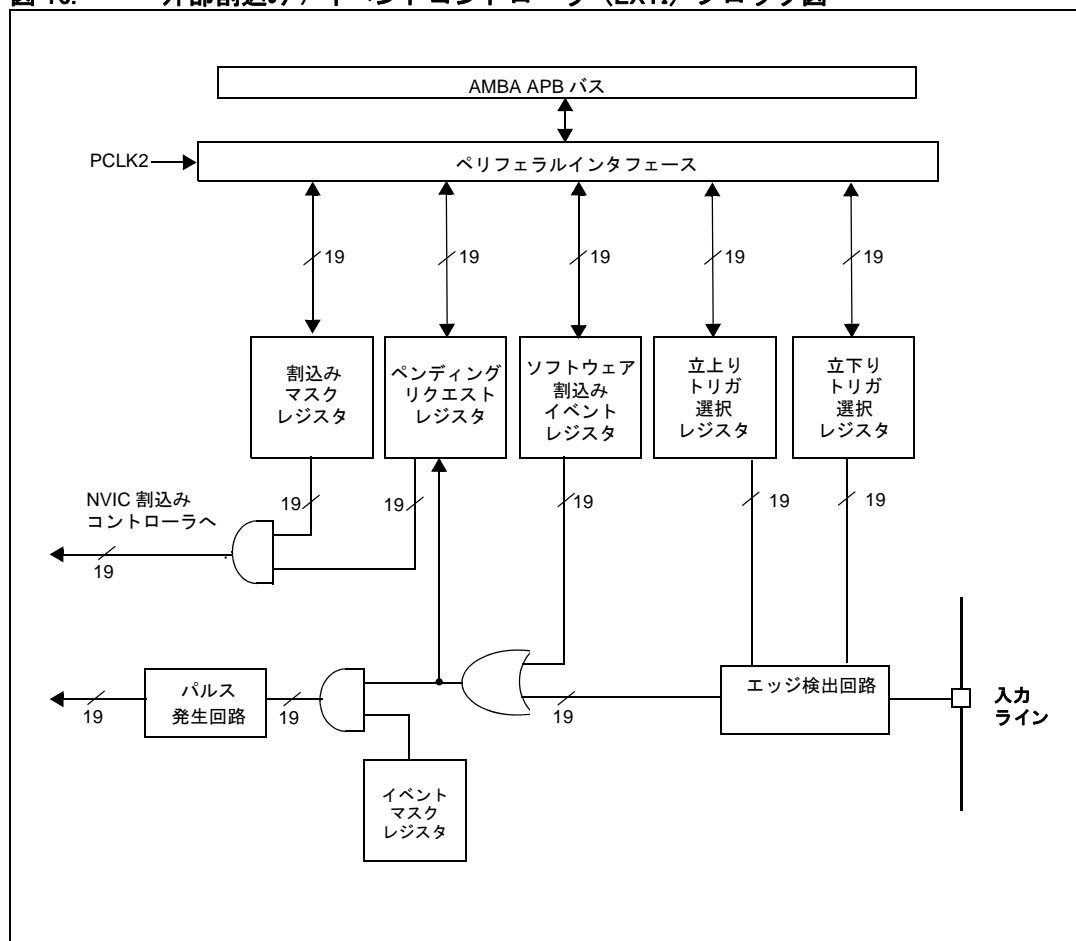 AMBA APB バス
PCLK2
ペリフェラルインタフェース
19
19
19
19
19
割込み
マスク
レジスタ
ペンディング
リクエスト
レジスタ
ソフトウェア
割込み
イベント
レジスタ
立上り
トリガ
選択
レジスタ
立下り
トリガ
選択
レジスタ
NVIC 割込み
コントローラへ
19
19
19
19
19
19
パルス
発生回路
19
19
19
エッジ検出回路
入力
ライン
イベント
マスク
レジスタ